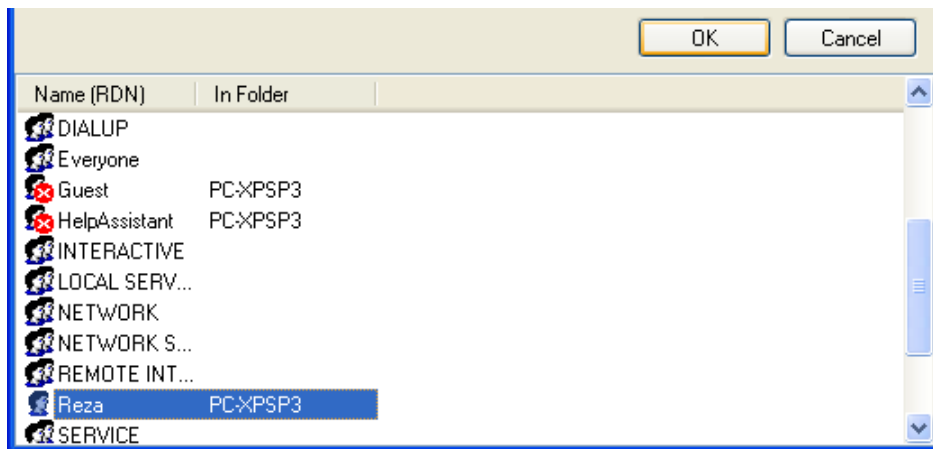 OK Cancel
Name (RDN) In Folder
DIALUP
Everyone
Guest PC-XPSP3
HelpAssistant PC-XPSP3
INTERACTIVE
LOCAL SERV...
NETWORK
NETWORK S...
REMOTE INT...
Reza PC-XPSP3
SERVICE